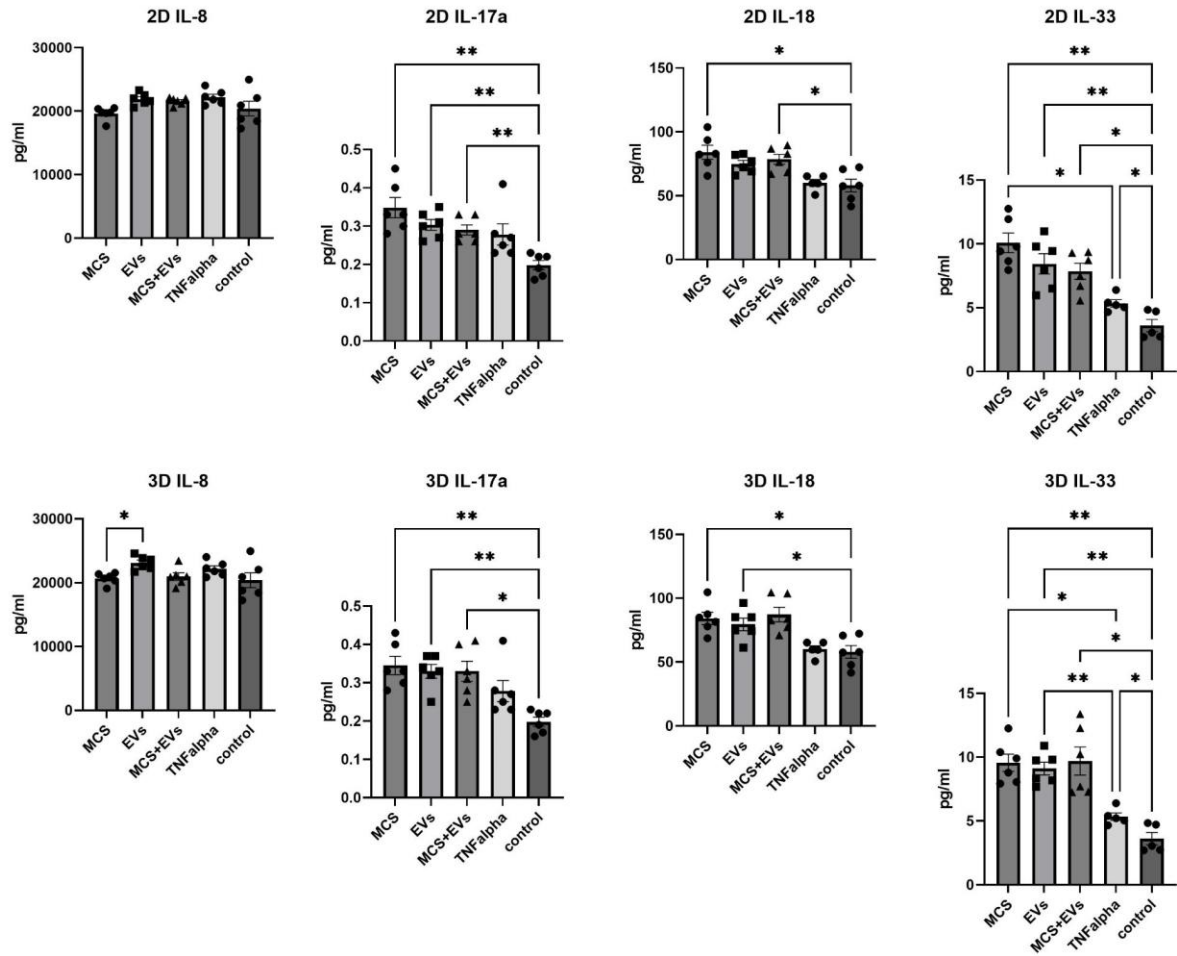 2D IL-8
pg/ml
30000
20000
10000
0
MCS
EVs
MCS+EVs
TNFalpha
control
2D IL-17a
pg/ml
0.5
0.4
0.3
0.2
0.1
0.0
**
**
**
MCS
EVs
MCS+EVs
TNFalpha
control
2D IL-18
pg/ml
150
100
50
0
*
*
MCS
EVs
MCS+EVs
TNFalpha
control
2D IL-33
pg/ml
15
10
5
0
**
**
*
* *
MCS
EVs
MCS+EVs
TNFalpha
control
3D IL-8
pg/ml
30000
20000
10000
0
*
MCS
EVs
MCS+EVs
TNFalpha
control
3D IL-17a
pg/ml
0.5
0.4
0.3
0.2
0.1
0.0
**
**
*
MCS
EVs
MCS+EVs
TNFalpha
control
3D IL-18
pg/ml
150
100
50
0
*
*
MCS
EVs
MCS+EVs
TNFalpha
control
3D IL-33
pg/ml
15
10
5
0
**
**
*
*
** *
MCS
EVs
MCS+EVs
TNFalpha
control